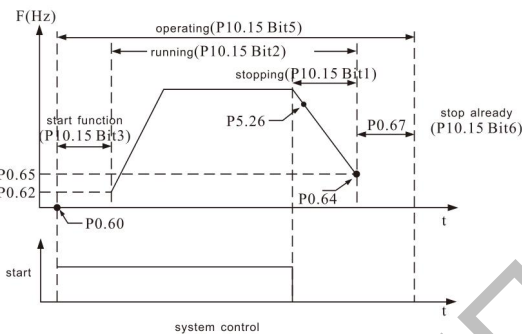 F(Hz)
operating(P10.15 Bit5)
running(P10.15 Bit2)
stopping(P10.15 Bit1)
start function
(P10.15 Bit3)
P5.26
P0.67
stop already
(P10.15 Bit6)
P0.65
P0.62
P0.64
P0.60
t
start
t
system control